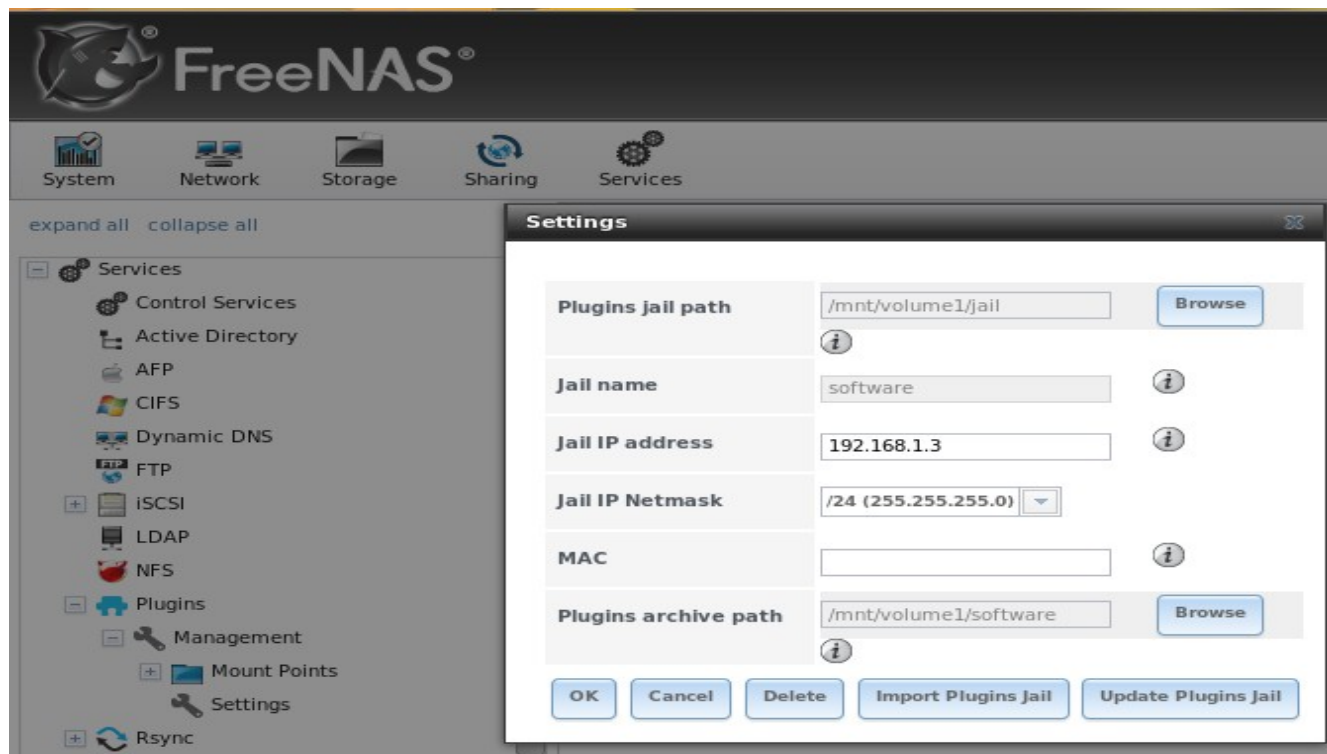 FreeNAS®
System Network Storage Sharing Services
expand all collapse all
Services
Control Services
Active Directory
AFP
CIFS
Dynamic DNS
FTP
iSCSI
LDAP
NFS
Plugins
Management
Mount Points
Settings
Rsync
Settings
Plugins jail path /mnt/volume1/jail Browse
Jail name software
Jail IP address 192.168.1.3
Jail IP Netmask /24 (255.255.255.0)
MAC
Plugins archive path /mnt/volume1/software Browse
OK Cancel Delete Import Plugins Jail Update Plugins Jail